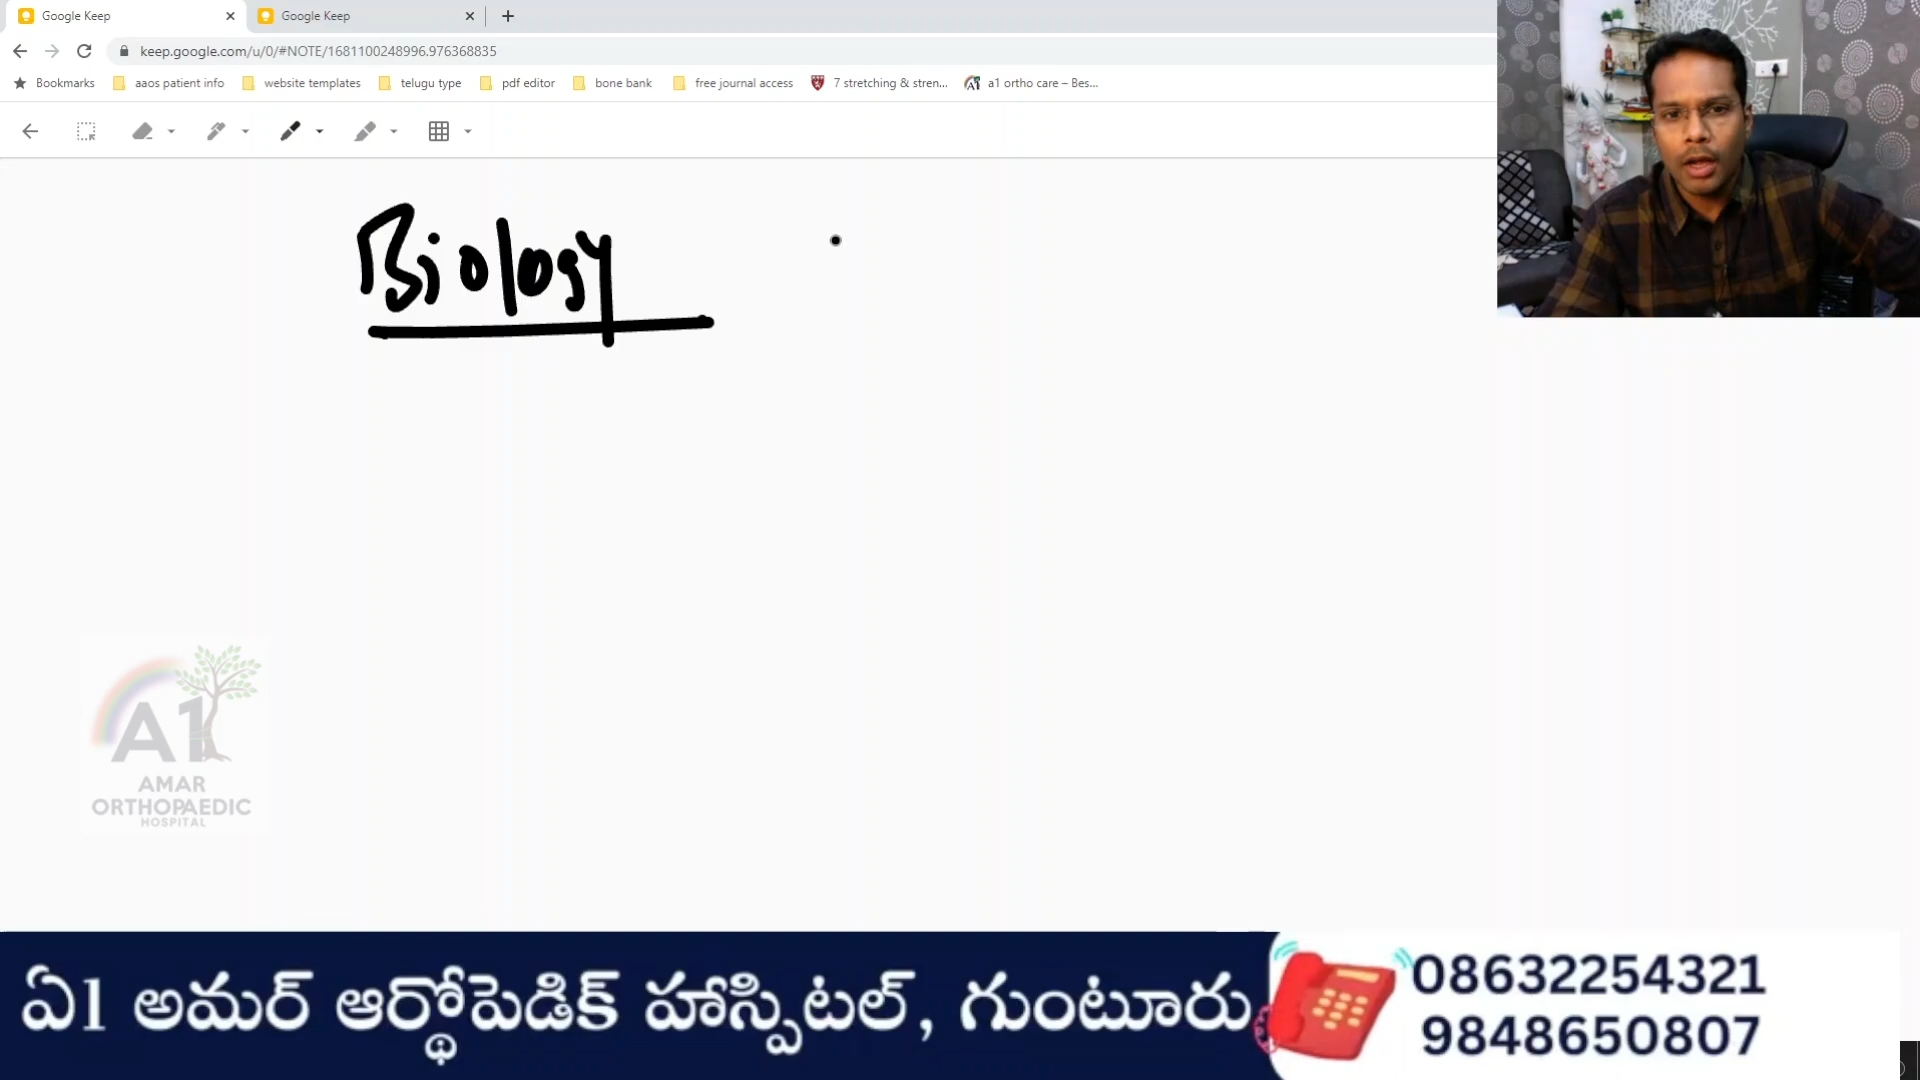 Google Keep
Google Keep
keep.google.com/u/0/#NOTE/1681100248996.976368835
Bookmarks aaos patient info website templates telugu type pdf editor bone bank free journal access 7 stretching & stren... a1 ortho care – Bes...
Biology
A1
AMAR
ORTHOPAEDIC
HOSPITAL
ఏ1 అమర్ ఆర్థోపెడిక్ హాస్పిటల్, గుంటూరు
08632254321
9848650807